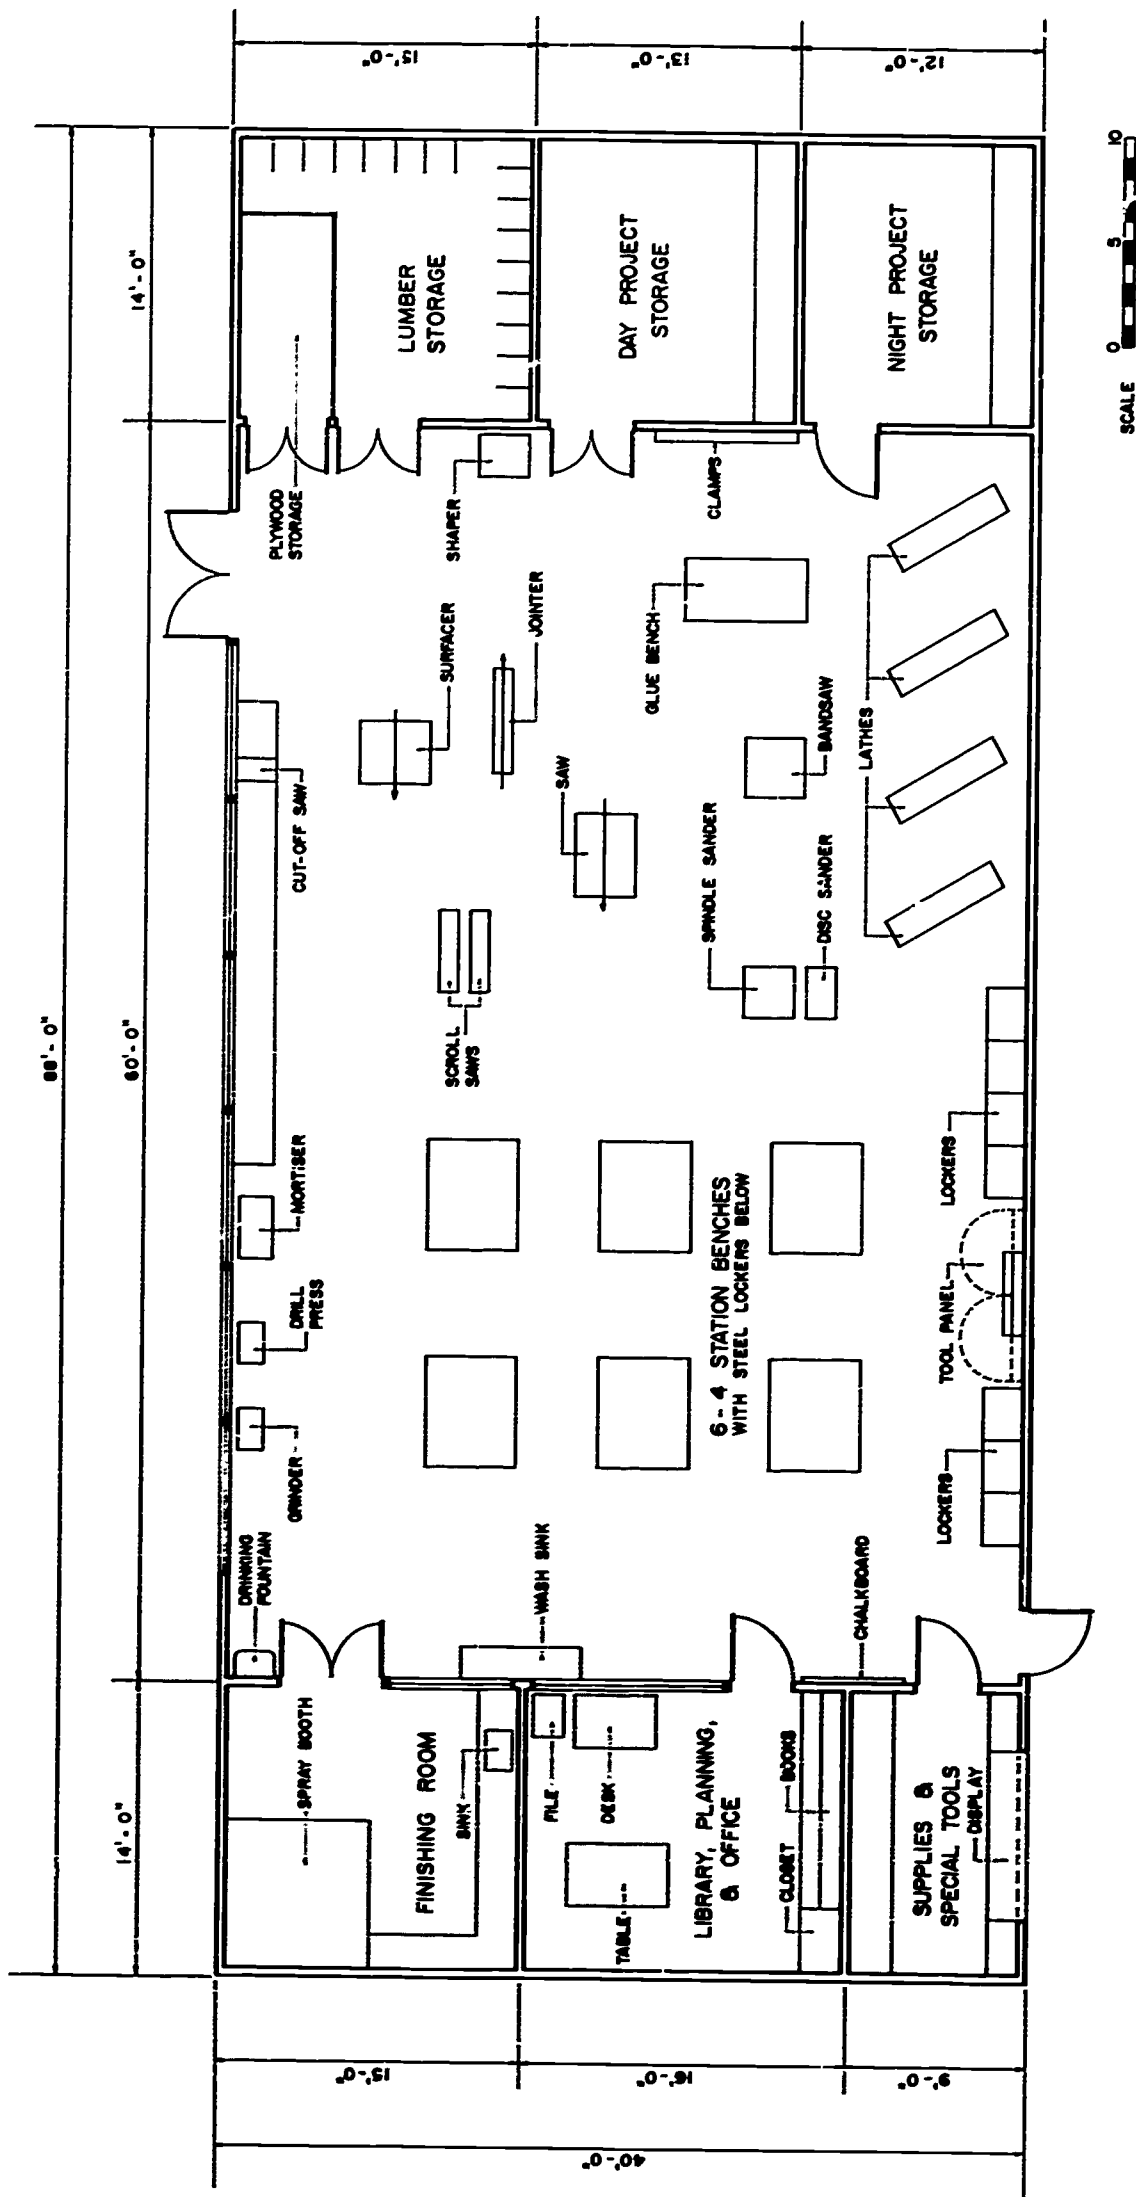 88'-0"
14'-0"
60'-0"
14'-0"
40'-0"
15'-0"
16'-0"
9'-0"
15'-0"
13'-0"
12'-0"
SPRAY BOOTH
FINISHING ROOM
SINK
DRINKING
FOUNTAIN
GRINDER
DRILL
PRESS
MORTISER
CUT-OFF SAW
PLYWOOD
STORAGE
LUMBER
STORAGE
SURFACER
SHAPER
JOINTER
SCROLL
SAWS
SAW
WASH SINK
FILE
DESK
TABLE
LIBRARY, PLANNING,
& OFFICE
CLOSET
BOOKS
CHALKBOARD
6-4 STATION BENCHES
WITH STEEL LOCKERS BELOW
SPINDLE SANDER
DISC SANDER
BANDSAW
GLUE BENCH
CLAMPS
DAY PROJECT
STORAGE
LATHES
NIGHT PROJECT
STORAGE
SUPPLIES &
SPECIAL TOOLS
DISPLAY
LOCKERS
TOOL PANEL
LOCKERS
SCALE
0 5 10